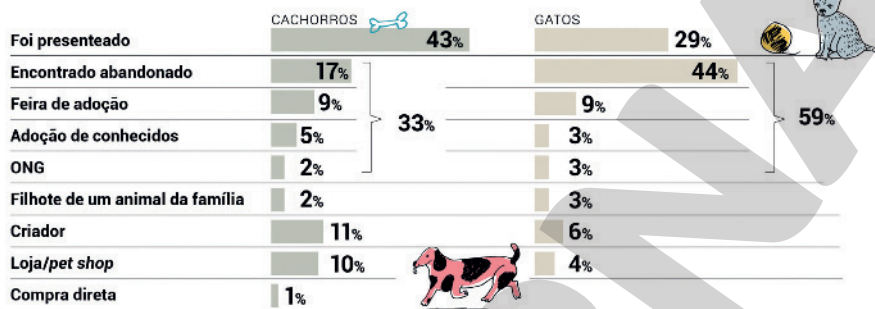 CACHORROS GATOS
Foi presenteado 43% 29%
Encontrado abandonado 17% 44%
Feira de adoção 9% 9%
33% 59%
Adoção de conhecidos 5% 3%
ONG 2% 3%
Filhote de um animal da família 2% 3%
Criador 11% 6%
Loja/pet shop 10% 4%
Compra direta 1%